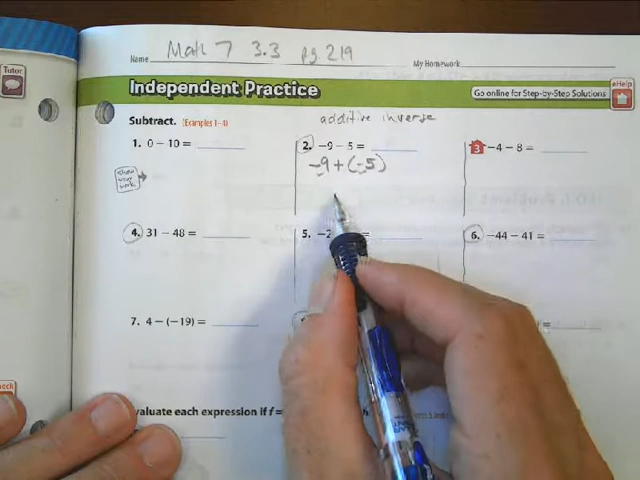 Math 7 3.3 pg 219
Name
My Homework
Tutor
eHelp
Independent Practice
Go online for Step-by-Step Solutions
Subtract. (Examples 1–4)
additive inverse
1. 0 − 10 =
2. −9 − 5 =
3 −4 − 8 =
−9 + (−5)
show your work
4. 31 − 48 =
5. −2
=
6. −44 − 41 =
7. 4 − (−19) =
=
valuate each expression if f =